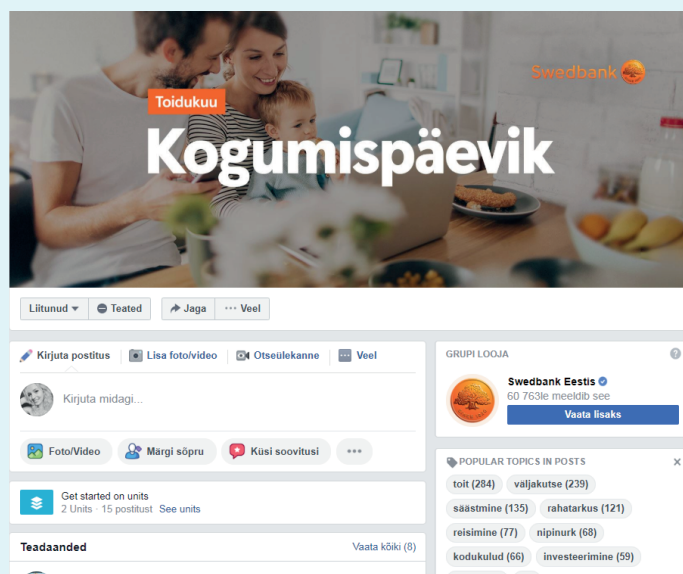 Swedbank
Toidukuu
Kogumispäevik
Liitunud
Teated
Jaga
Veel
Kirjuta postitus
Lisa foto/video
Otseülekanne
Veel
Kirjuta midagi...
Foto/Video
Märgi sõpru
Küsi soovitusi
Get started on units
2 Units · 15 postitust See units
Teadaanded
Vaata kõiki (8)
GRUPI LOOJA
Swedbank Eestis
60 763le meeldib see
Vaata lisaks
POPULAR TOPICS IN POSTS
toit (284) väljakutse (239)
säästmine (135) rahatarkus (121)
reisimine (77) nipinurk (68)
kodukulud (66) investeerimine (59)